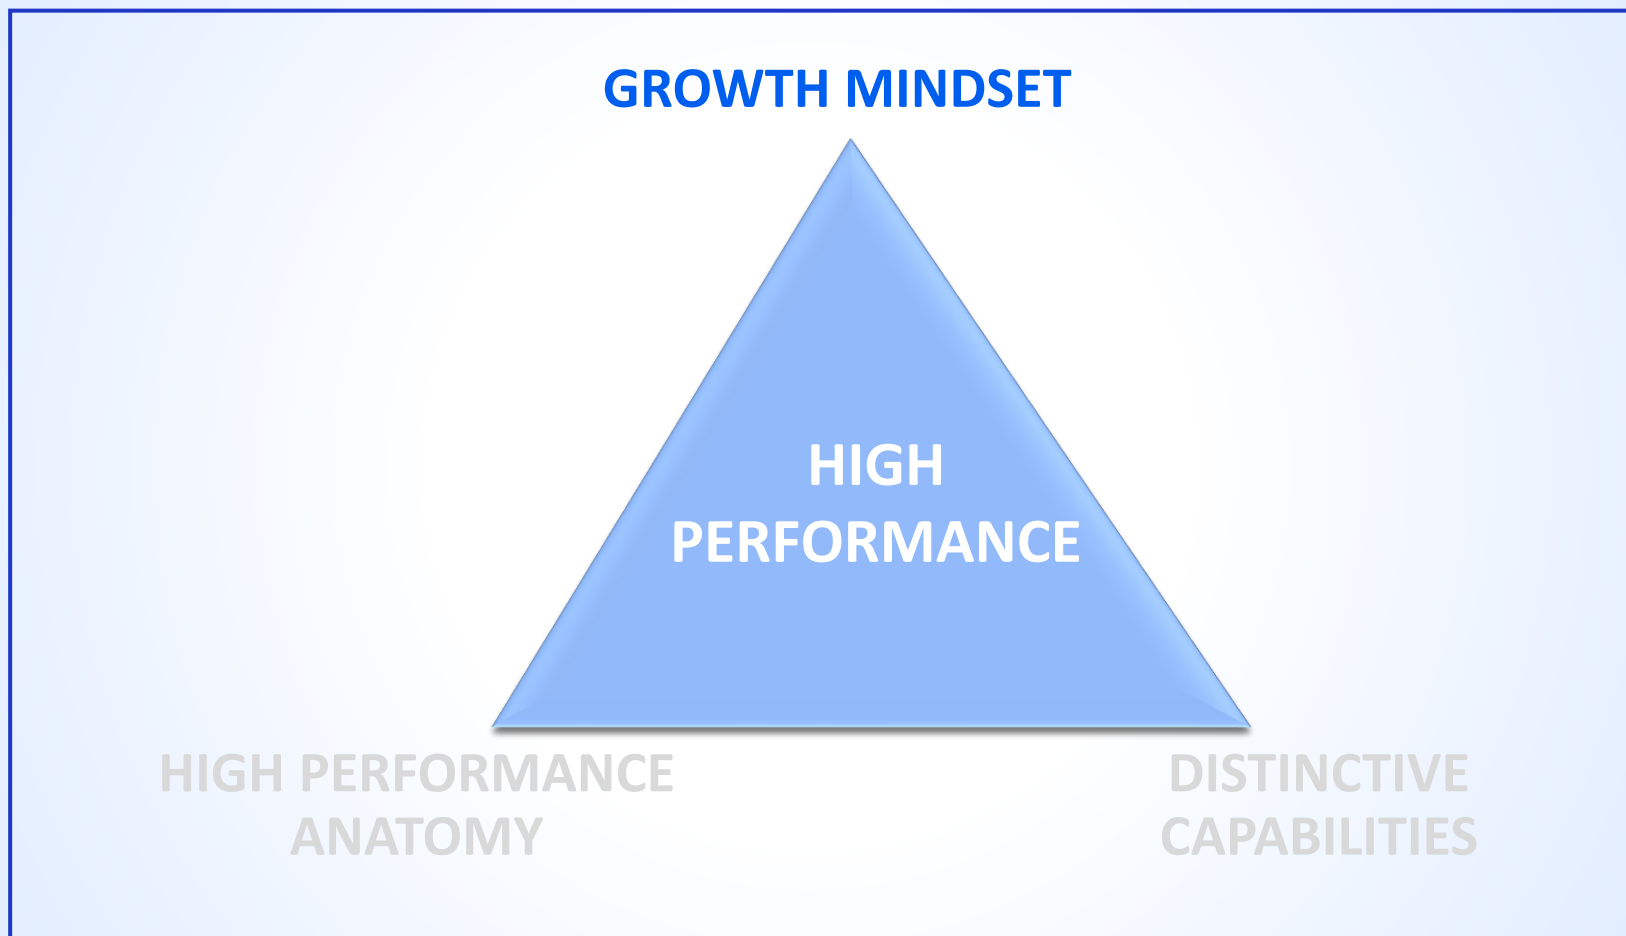 GROWTH MINDSET
HIGH
PERFORMANCE
HIGH PERFORMANCE
ANATOMY
DISTINCTIVE
CAPABILITIES